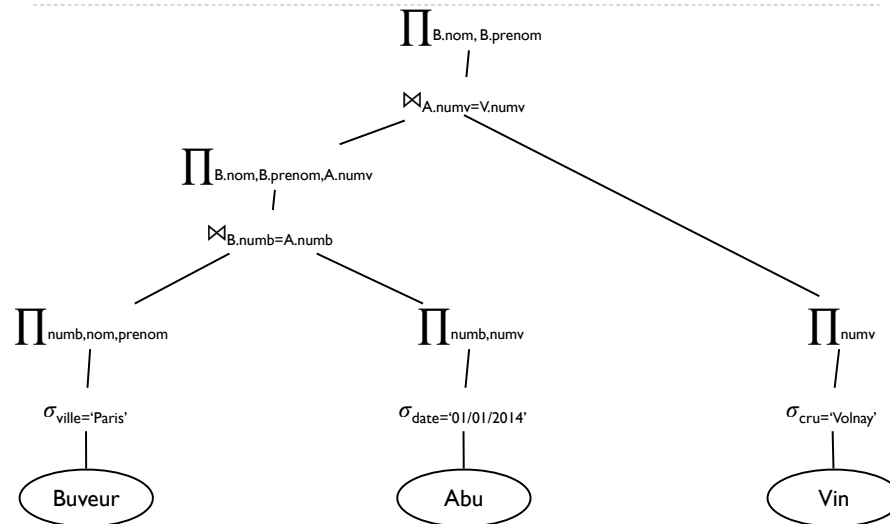 ∏B.nom, B.prenom
⋈A.numv=V.numv
∏B.nom,B.prenom,A.numv
⋈B.numb=A.numb
∏numb,nom,prenom
∏numb,numv
∏numv
σville=‘Paris’
σdate=‘01/01/2014’
σcru=‘Volnay’
Buveur
Abu
Vin